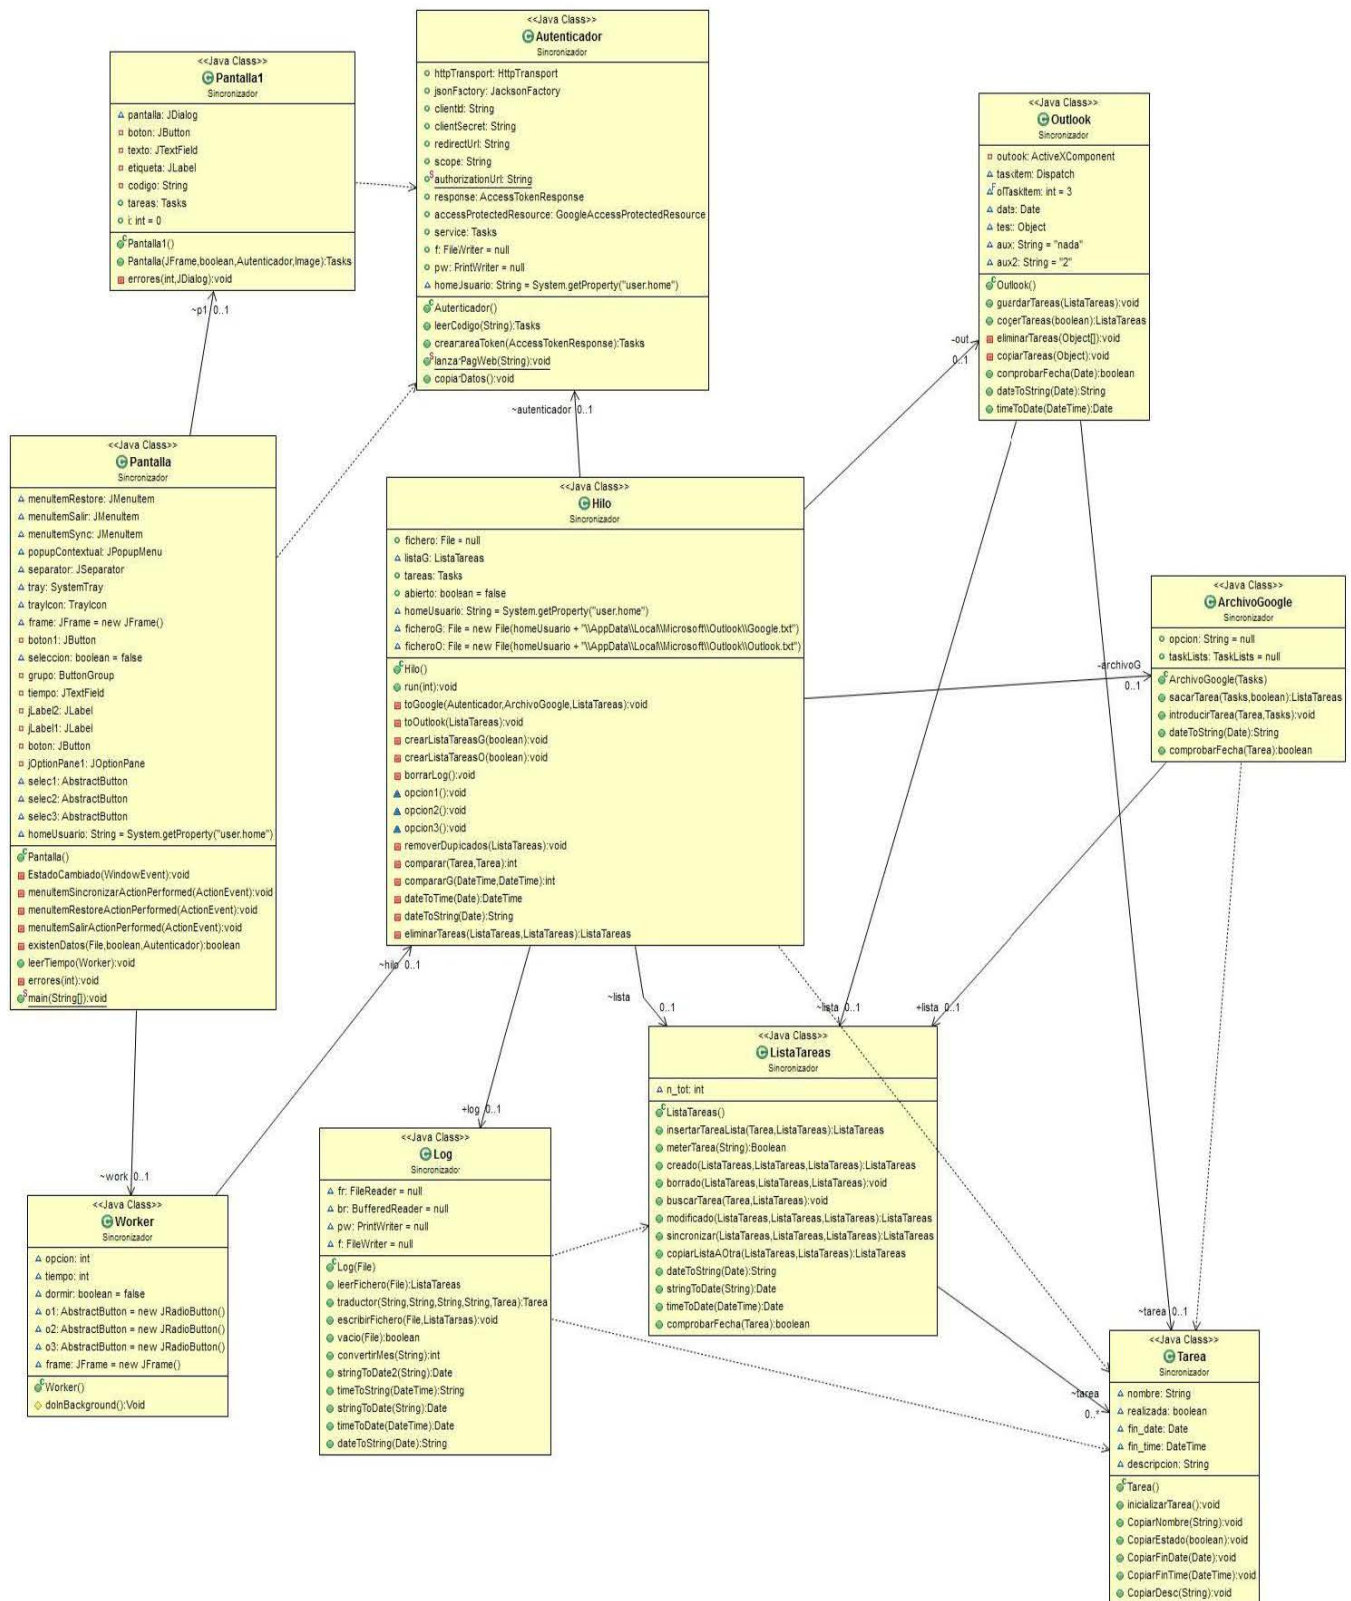 <<Java Class>>
Autenticador
Sincronizador
httpTransport: HttpTransport
jsonFactory: JacksonFactory
clientId: String
clientSecret: String
redirectUrl: String
scope: String
authorizationUrl: String
response: AccessTokenResponse
accessProtectedResource: GoogleAccessProtectedResource
service: Tasks
f: FileWriter = null
pw: PrintWriter = null
homeUsuario: String = System.getProperty("user.home")
Autenticador()
leerCodigo(String):Tasks
creartareaToken(AccessTokenResponse):Tasks
lanzarPagWeb(String):void
copiarDatos():void
<<Java Class>>
Pantalla1
Sincronizador
pantalla: JDialog
boton: JButton
texto: JTextField
etiqueta: JLabel
codigo: String
tareas: Tasks
i: int = 0
Pantalla1()
Pantalla(JFrame,boolean,Autenticador,Image):Tasks
errores(int,JDialog):void
~p1 0..1
<<Java Class>>
Outlook
Sincronizador
outook: ActiveXComponent
taskItem: Dispatch
olTaskItem: int = 3
date: Date
test: Object
aux: String = "nada"
aux2: String = "2"
Outlook()
guardarTareas(ListaTareas):void
cogerTareas(boolean):ListaTareas
eliminarTareas(Object[]):void
copiarTareas(Object):void
comprobarFecha(Date):boolean
dateToString(Date):String
timeToDate(DateTime):Date
-out
0..1
~autenticador 0..1
<<Java Class>>
Pantalla
Sincronizador
menuItemRestore: JMenuItem
menuItemSalir: JMenuItem
menuItemSync: JMenuItem
popupContextual: JPopupMenu
separator: JSeparator
tray: SystemTray
trayIcon: TrayIcon
frame: JFrame = new JFrame()
boton1: JButton
seleccion: boolean = false
grupo: ButtonGroup
tiempo: JTextField
jLabel2: JLabel
jLabel1: JLabel
boton: JButton
jOptionPane1: JOptionPane
selec1: AbstractButton
selec2: AbstractButton
selec3: AbstractButton
homeUsuario: String = System.getProperty("user.home")
Pantalla()
EstadoCambiado(WindowEvent):void
menuItemSincronizarActionPerformed(ActionEvent):void
menuItemRestoreActionPerformed(ActionEvent):void
menuItemSalirActionPerformed(ActionEvent):void
existenDatos(File,boolean,Autenticador):boolean
leerTiempo(Worker):void
errores(int):void
main(String[]):void
<<Java Class>>
Hilo
Sincronizador
fichero: File = null
listaG: ListaTareas
tareas: Tasks
abierto: boolean = false
homeUsuario: String = System.getProperty("user.home")
ficheroG: File = new File(homeUsuario + "\\AppData\\Local\\Microsoft\\Outlook\\Google.txt")
ficheroO: File = new File(homeUsuario + "\\AppData\\Local\\Microsoft\\Outlook\\Outlook.txt")
Hilo()
run(int):void
toGoogle(Autenticador,ArchivoGoogle,ListaTareas):void
toOutlook(ListaTareas):void
crearListaTareasG(boolean):void
crearListaTareasO(boolean):void
borrarLog():void
opcion1():void
opcion2():void
opcion3():void
removerDuplicados(ListaTareas):void
comparar(Tarea,Tarea):int
compararG(DateTime,DateTime):int
dateToTime(Date):DateTime
dateToString(Date):String
eliminarTareas(ListaTareas,ListaTareas):ListaTareas
<<Java Class>>
ArchivoGoogle
Sincronizador
opcion: String = null
taskLists: TaskLists = null
ArchivoGoogle(Tasks)
sacarTarea(Tasks,boolean):ListaTareas
introducirTarea(Tarea,Tasks):void
dateToString(Date):String
comprobarFecha(Tarea):boolean
-archivoG
0..1
~hilo 0..1
~lista
0..1
~lista 0..1
+lista 0..1
<<Java Class>>
ListaTareas
Sincronizador
n_tot: int
ListaTareas()
insertarTareaLista(Tarea,ListaTareas):ListaTareas
meterTarea(String):Boolean
creado(ListaTareas,ListaTareas,ListaTareas):ListaTareas
borrado(ListaTareas,ListaTareas,ListaTareas):void
buscarTarea(Tarea,ListaTareas):void
modificado(ListaTareas,ListaTareas,ListaTareas):ListaTareas
sincronizar(ListaTareas,ListaTareas,ListaTareas):ListaTareas
copiarListaAOtra(ListaTareas,ListaTareas):ListaTareas
dateToString(Date):String
stringToDate(String):Date
timeToDate(DateTime):Date
comprobarFecha(Tarea):boolean
+log 0..1
<<Java Class>>
Log
Sincronizador
fr: FileReader = null
br: BufferedReader = null
pw: PrintWriter = null
f: FileWriter = null
Log(File)
leerFichero(File):ListaTareas
traductor(String,String,String,String,Tarea):Tarea
escribirFichero(File,ListaTareas):void
vacio(File):boolean
convertirMes(String):int
stringToDate2(String):Date
timeToString(DateTime):String
stringToDate(String):Date
timeToDate(DateTime):Date
dateToString(Date):String
~work 0..1
<<Java Class>>
Worker
Sincronizador
opcion: int
tiempo: int
dormir: boolean = false
o1: AbstractButton = new JRadioButton()
o2: AbstractButton = new JRadioButton()
o3: AbstractButton = new JRadioButton()
frame: JFrame = new JFrame()
Worker()
doInBackground():Void
~tarea 0..1
~tarea
0..*
<<Java Class>>
Tarea
Sincronizador
nombre: String
realizada: boolean
fin_date: Date
fin_time: DateTime
descripcion: String
Tarea()
inicializarTarea():void
CopiarNombre(String):void
CopiarEstado(boolean):void
CopiarFinDate(Date):void
CopiarFinTime(DateTime):void
CopiarDesc(String):void